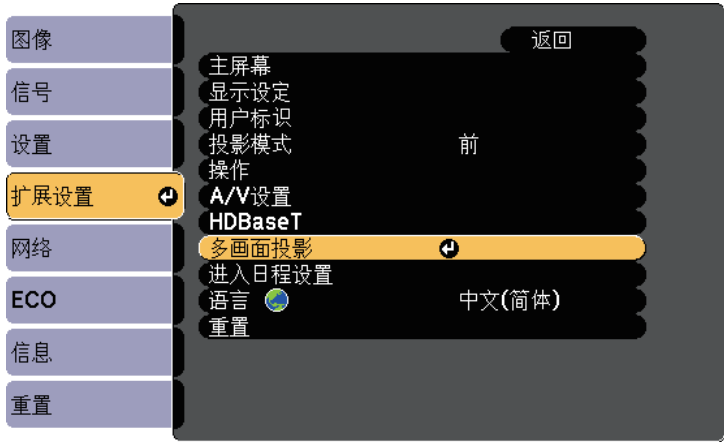 图像
信号
设置
扩展设置
网络
ECO
信息
重置
返回
主屏幕
显示设定
用户标识
投影模式 前
操作
A/V设置
HDBaseT
多画面投影
进入日程设置
语言 中文(简体)
重置